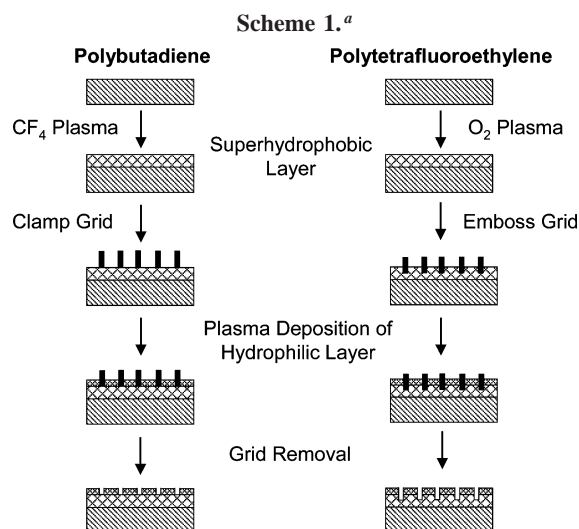 Scheme 1.ᵃ
Polybutadiene
Polytetrafluoroethylene
CF₄ Plasma
O₂ Plasma
Superhydrophobic
Layer
Clamp Grid
Emboss Grid
Plasma Deposition of
Hydrophilic Layer
Grid Removal